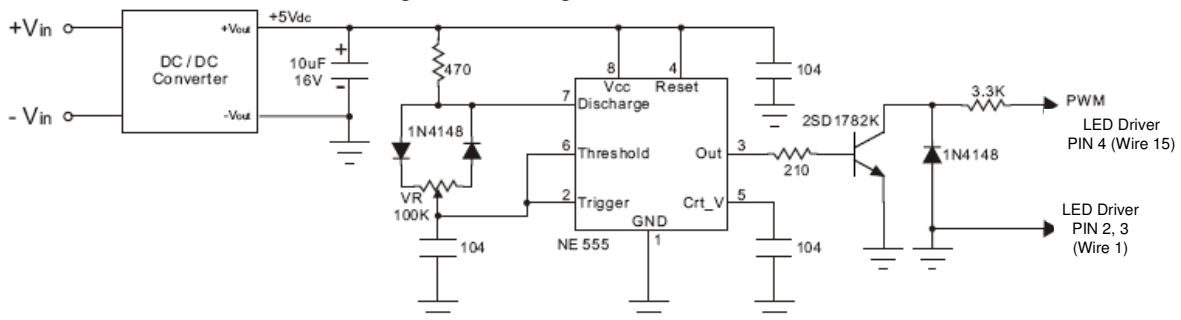 +Vin
- Vin
DC / DC
Converter
+Vout
-Vout
+5Vdc
10uF
16V
+
-
470
1N4148
VR
100K
104
7
Discharge
6
Threshold
2
Trigger
8
Vcc
4
Reset
Out
3
Crt_V
5
GND
1
NE 555
104
104
210
2SD1782K
1N4148
3.3K
PWM
LED Driver
PIN 4 (Wire 15)
LED Driver
PIN 2, 3
(Wire 1)